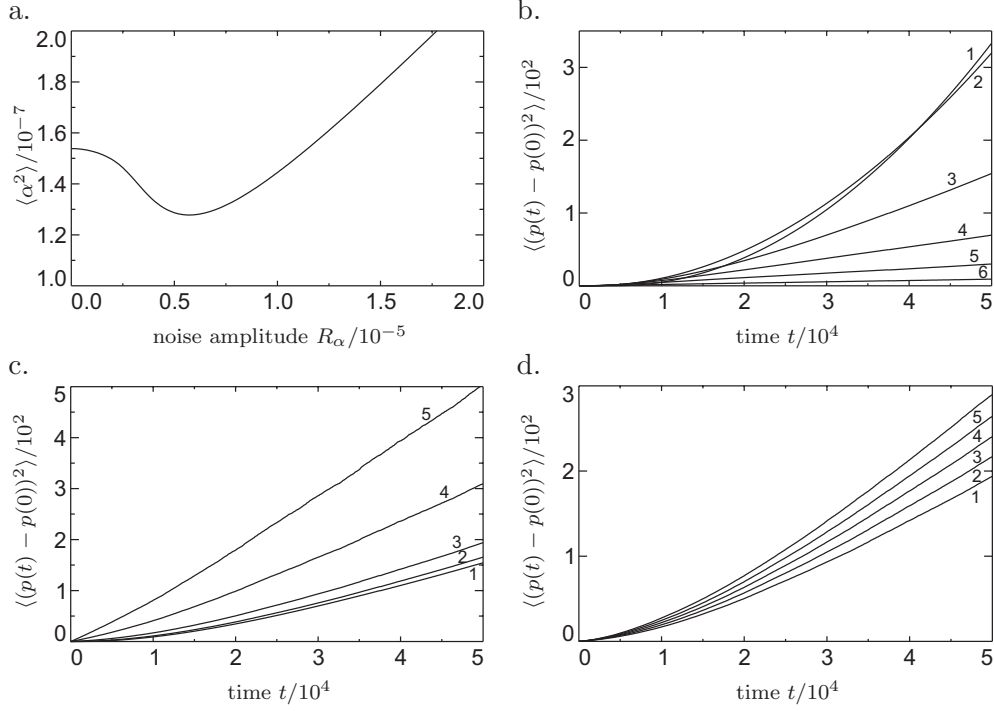 a.
2.0
1.8
1.6
1.4
1.2
1.0
⟨α²⟩/10⁻⁷
0.0 0.5 1.0 1.5 2.0
noise amplitude Rα/10⁻⁵
b.
3
2
1
0
⟨(p(t) − p(0))²⟩/10²
1
2
3
4
5
6
0 1 2 3 4 5
time t/10⁴
c.
5
4
3
2
1
0
⟨(p(t) − p(0))²⟩/10²
5
4
3
2
1
0 1 2 3 4 5
time t/10⁴
d.
3
2
1
0
⟨(p(t) − p(0))²⟩/10²
5
4
3
2
1
0 1 2 3 4 5
time t/10⁴